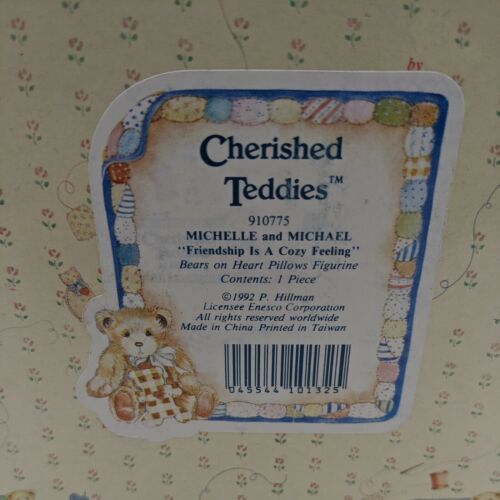 by
Cherished
Teddies™
910775
MICHELLE and MICHAEL
"Friendship Is A Cozy Feeling"
Bears on Heart Pillows Figurine
Contents: 1 Piece
©1992 P. Hillman
Licensee Enesco Corporation
All rights reserved worldwide
Made in China Printed in Taiwan
045544 101325